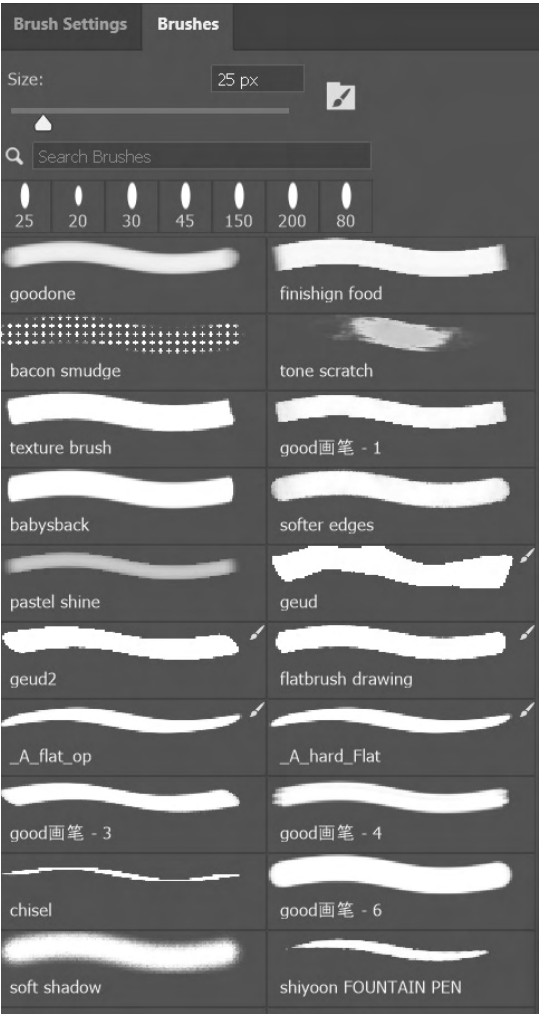 Brush Settings Brushes
Size: 25 px
Search Brushes
25 20 30 45 150 200 80
goodone finishign food
bacon smudge tone scratch
texture brush good画笔 - 1
babysback softer edges
pastel shine geud
geud2 flatbrush drawing
_A_flat_op _A_hard_Flat
good画笔 - 3 good画笔 - 4
chisel good画笔 - 6
soft shadow shiyoon FOUNTAIN PEN